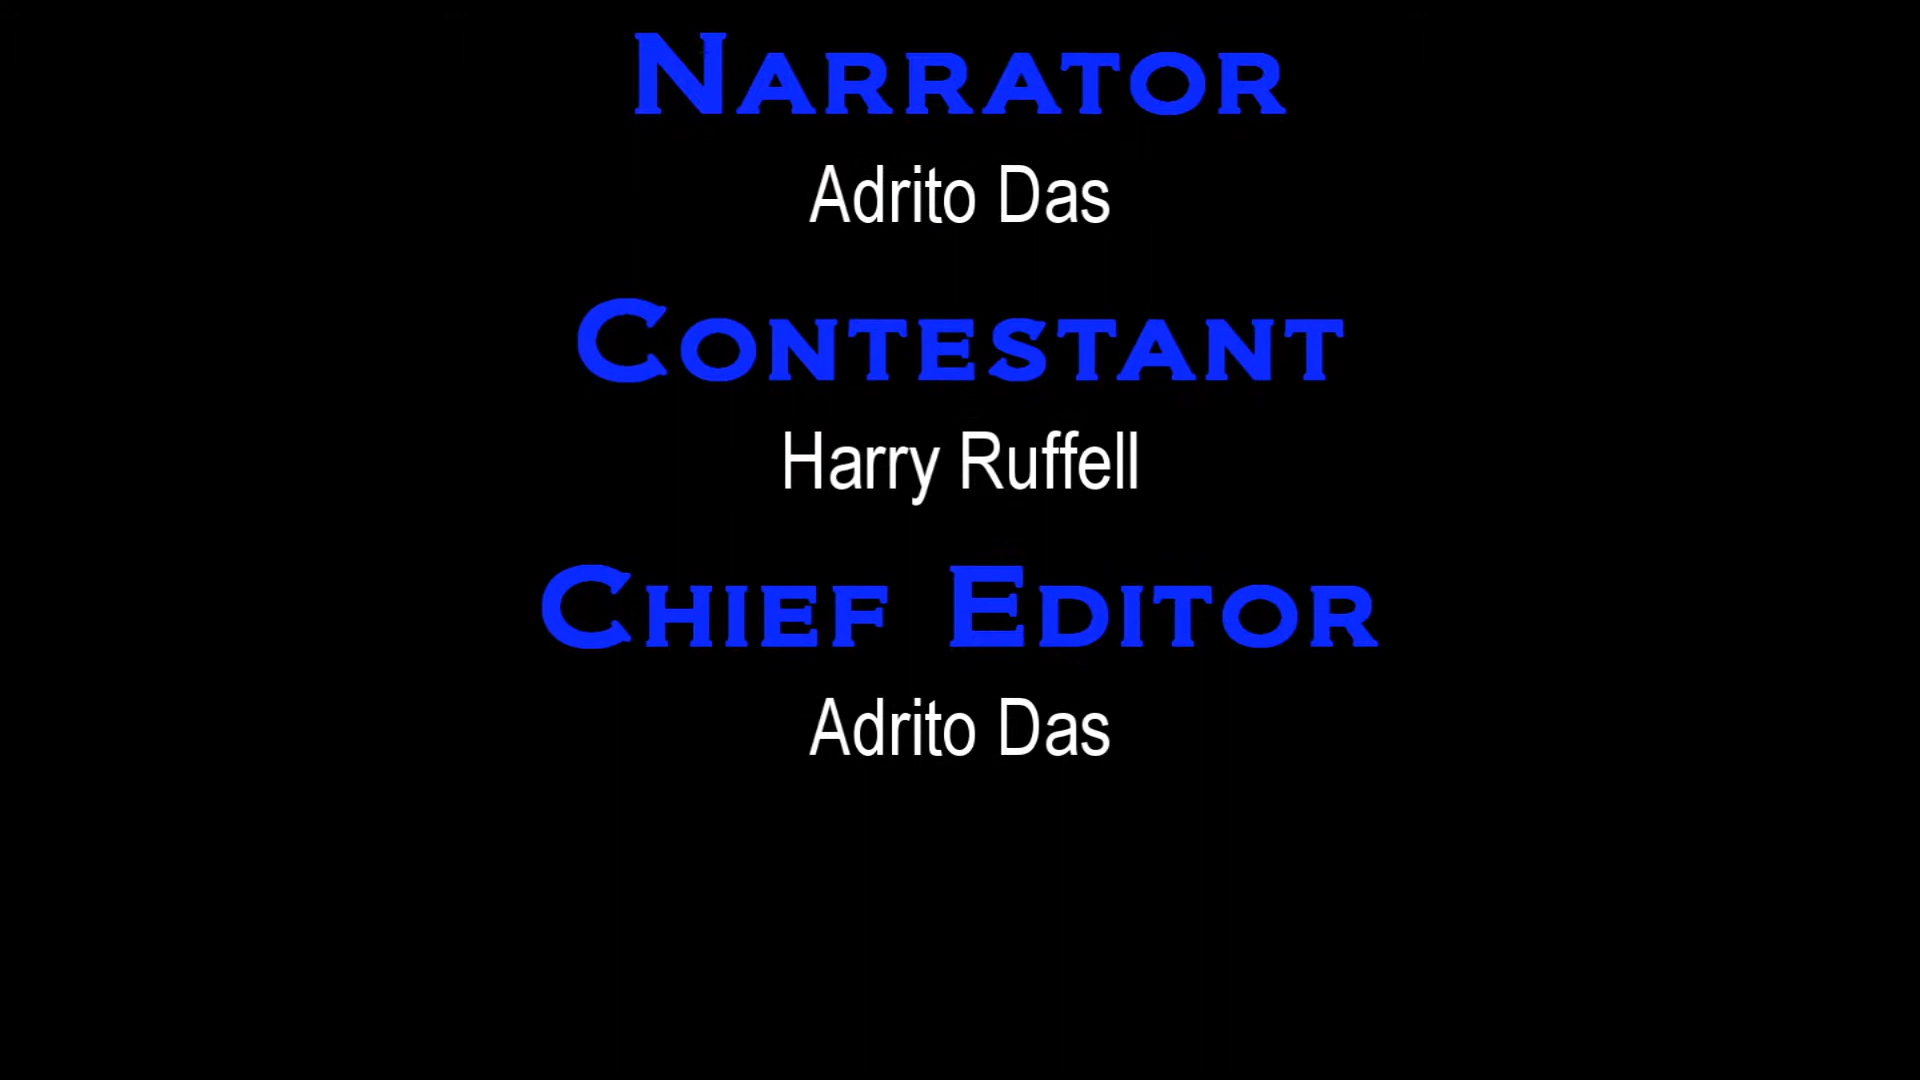 Narrator
Adrito Das
Contestant
Harry Ruffell
Chief Editor
Adrito Das